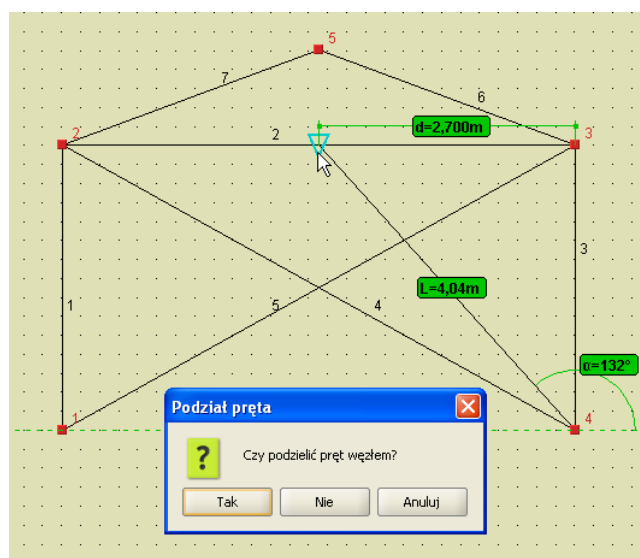 5
7
6
d=2,700m
2
2
3
3
L=4,04m
1
5
4
α=132°
1
4
Podział pręta
?
Czy podzielić pręt węzłem?
Tak
Nie
Anuluj